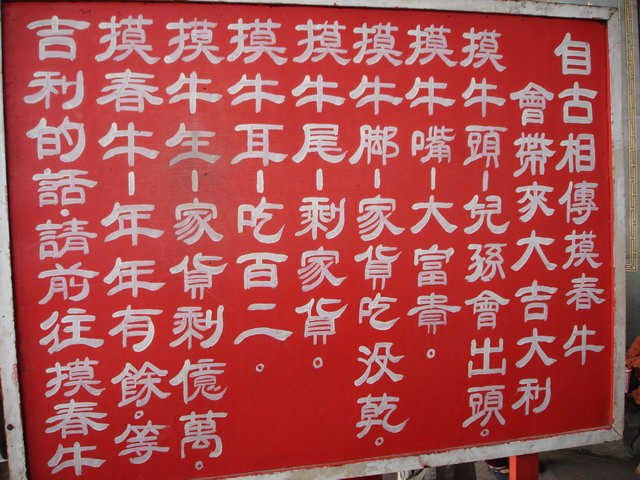 自古相傳摸春牛
會帶來大吉大利
摸牛頭-兒孫會出頭。
摸牛嘴-大富貴。
摸牛腳-家貨吃沒乾。
摸牛尾-剩家貨。
摸牛耳-吃百二。
摸牛生-家貨剩億萬。
摸春牛-年年有餘。等
吉利的話.請前往摸春牛